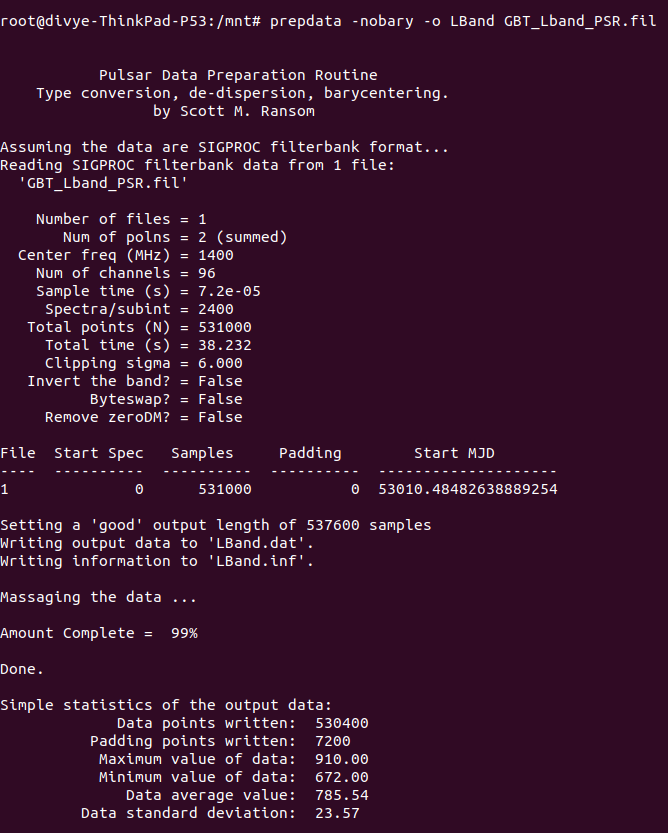 root@divye-ThinkPad-P53:/mnt# prepdata -nobary -o LBand GBT_Lband_PSR.fil
Pulsar Data Preparation Routine
Type conversion, de-dispersion, barycentering.
by Scott M. Ransom
Assuming the data are SIGPROC filterbank format...
Reading SIGPROC filterbank data from 1 file:
'GBT_Lband_PSR.fil'
Number of files = 1
Num of polns = 2 (summed)
Center freq (MHz) = 1400
Num of channels = 96
Sample time (s) = 7.2e-05
Spectra/subint = 2400
Total points (N) = 531000
Total time (s) = 38.232
Clipping sigma = 6.000
Invert the band? = False
Byteswap? = False
Remove zeroDM? = False
File  Start Spec   Samples     Padding        Start MJD
----  ----------  ----------  ----------  --------------------
1              0      531000           0  53010.48482638889254
Setting a 'good' output length of 537600 samples
Writing output data to 'LBand.dat'.
Writing information to 'LBand.inf'.
Massaging the data ...
Amount Complete =  99%
Done.
Simple statistics of the output data:
Data points written:  530400
Padding points written:  7200
Maximum value of data:  910.00
Minimum value of data:  672.00
Data average value:  785.54
Data standard deviation:  23.57